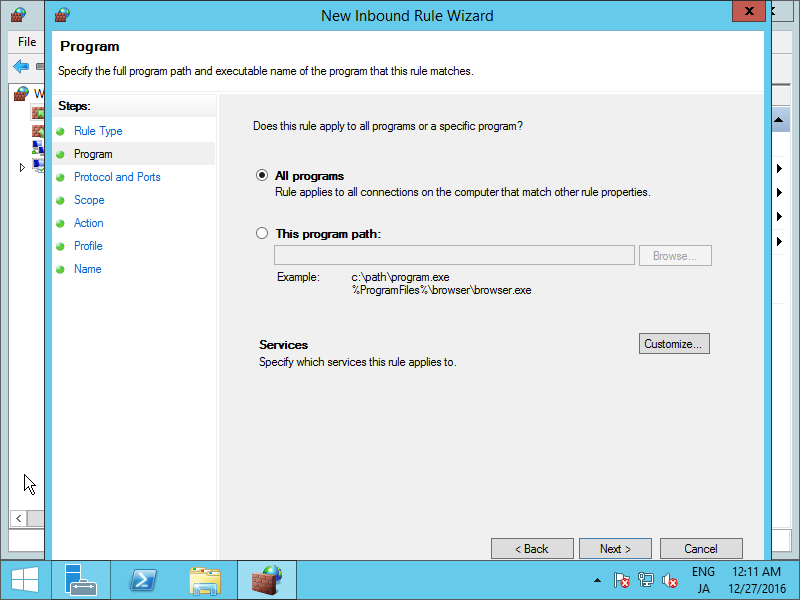 New Inbound Rule Wizard
File
Program
Specify the full program path and executable name of the program that this rule matches.
Steps:
Rule Type
Program
Protocol and Ports
Scope
Action
Profile
Name
Does this rule apply to all programs or a specific program?
All programs
Rule applies to all connections on the computer that match other rule properties.
This program path:
Browse...
Example:
c:\path\program.exe
%ProgramFiles%\browser\browser.exe
Services
Customize...
Specify which services this rule applies to.
< Back
Next >
Cancel
ENG
JA
12:11 AM
12/27/2016